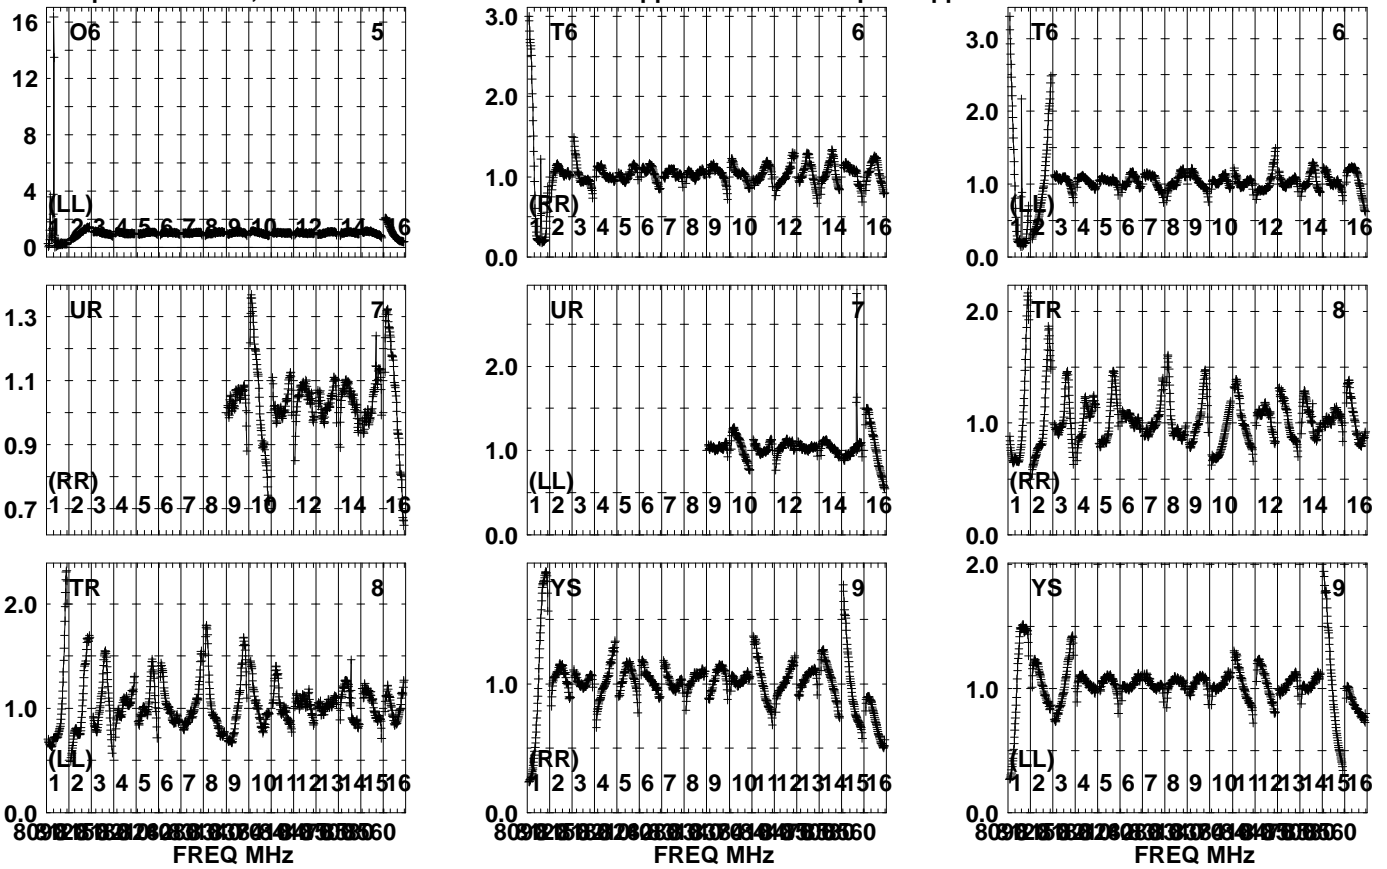 16 O6 5
12
8
4
0
(LL)
1 2 3 4 5 6 7 8 9 10 12 14 16
3.0 T6 6
2.0
1.0
0.0
(RR)
1 2 3 4 5 6 7 8 9 10 12 14 16
3.0 T6 6
2.0
1.0
0.0
(LL)
1 2 3 4 5 6 7 8 9 10 12 14 16
1.3 UR 7
1.1
0.9
0.7
(RR)
1 2 3 4 5 6 7 8 9 10 12 14 16
UR 7
2.0
1.0
0.0
(LL)
1 2 3 4 5 6 7 8 9 10 12 14 16
2.0 TR 8
1.0
0.0
(RR)
1 2 3 4 5 6 7 8 9 10 12 14 16
TR 8
2.0
1.0
0.0
(LL)
1 2 3 4 5 6 7 8 9 10 11 12 13 14 15 16
FREQ MHz
YS 9
1.0
0.0
(RR)
1 2 3 4 5 6 7 8 9 10 11 12 13 14 15 16
FREQ MHz
2.0 YS 9
1.0
0.0
(LL)
1 2 3 4 5 6 7 8 9 10 11 12 13 14 15 16
FREQ MHz